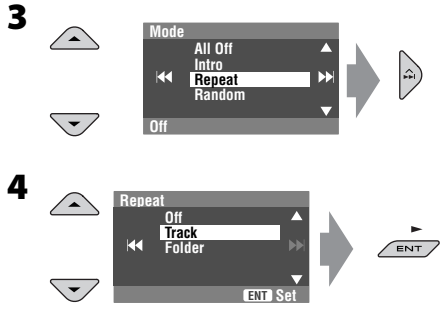 3
Mode
All Off
Intro
Repeat
Random
Off
4
Repeat
Off
Track
Folder
ENT Set
ENT